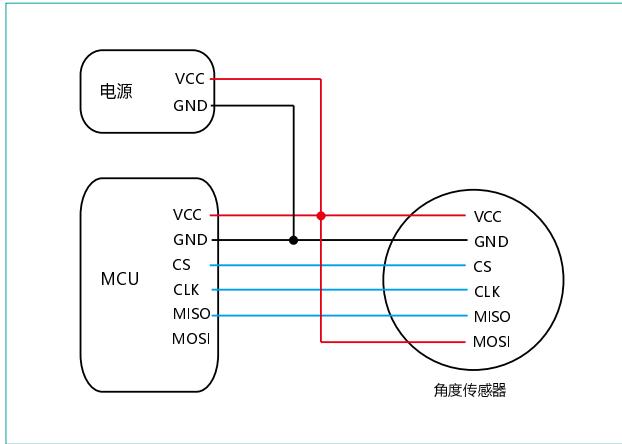 电源
VCC
GND
MCU
VCC
GND
CS
CLK
MISO
MOSI
VCC
GND
CS
CLK
MISO
MOSI
角度传感器